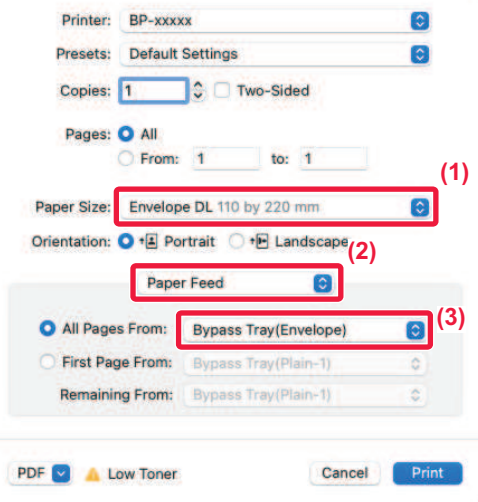 Printer: BP-xxxxx
Presets: Default Settings
Copies: 1 Two-Sided
Pages: All
From: 1 to: 1
(1)
Paper Size: Envelope DL 110 by 220 mm
Orientation: Portrait Landscape
(2)
Paper Feed
(3)
All Pages From: Bypass Tray(Envelope)
First Page From: Bypass Tray(Plain-1)
Remaining From: Bypass Tray(Plain-1)
PDF Low Toner Cancel Print